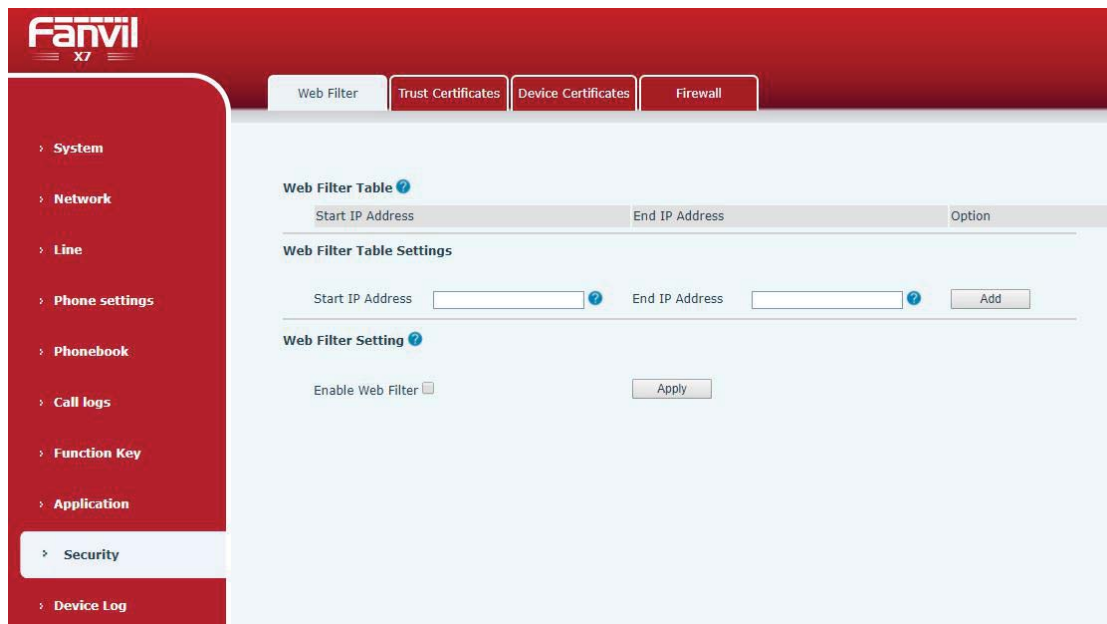 Fanvil
X7
Web Filter
Trust Certificates
Device Certificates
Firewall
› System
› Network
› Line
› Phone settings
› Phonebook
› Call logs
› Function Key
› Application
› Security
› Device Log
Web Filter Table ?
Start IP Address End IP Address Option
Web Filter Table Settings
Start IP Address ? End IP Address ? Add
Web Filter Setting ?
Enable Web Filter Apply